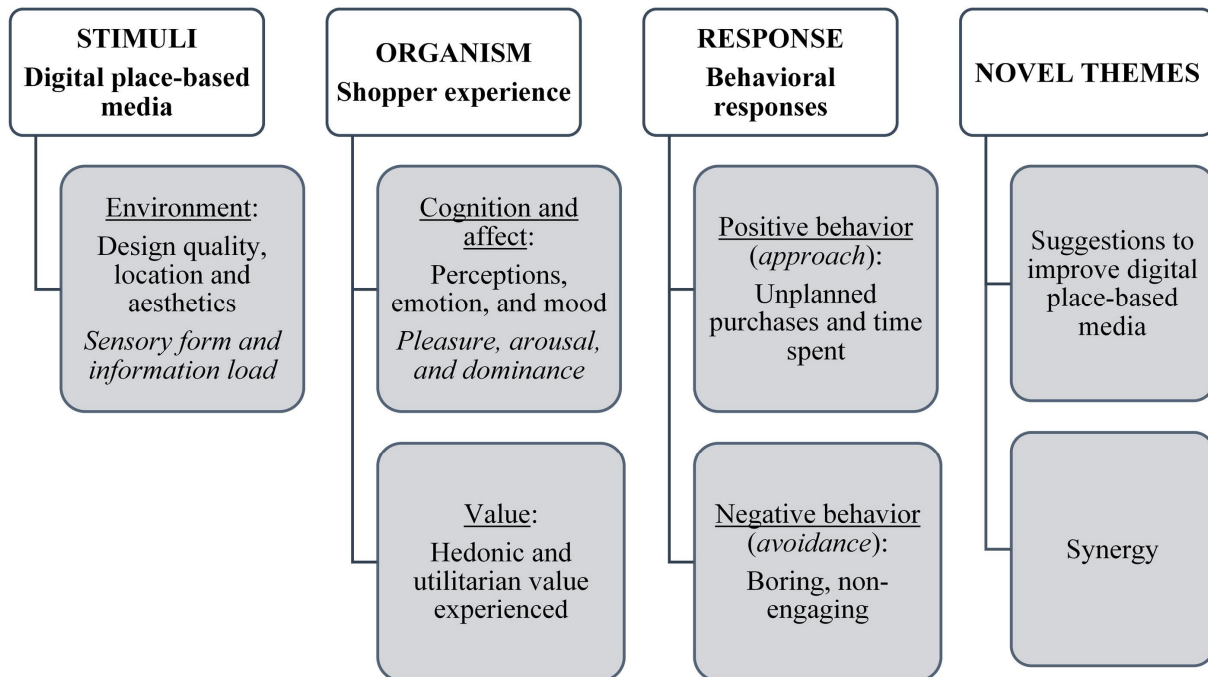 STIMULI
Digital place-based
media
Environment:
Design quality,
location and
aesthetics
Sensory form and
information load
ORGANISM
Shopper experience
Cognition and
affect:
Perceptions,
emotion, and mood
Pleasure, arousal,
and dominance
Value:
Hedonic and
utilitarian value
experienced
RESPONSE
Behavioral
responses
Positive behavior
(approach):
Unplanned
purchases and time
spent
Negative behavior
(avoidance):
Boring, non-
engaging
NOVEL THEMES
Suggestions to
improve digital
place-based
media
Synergy